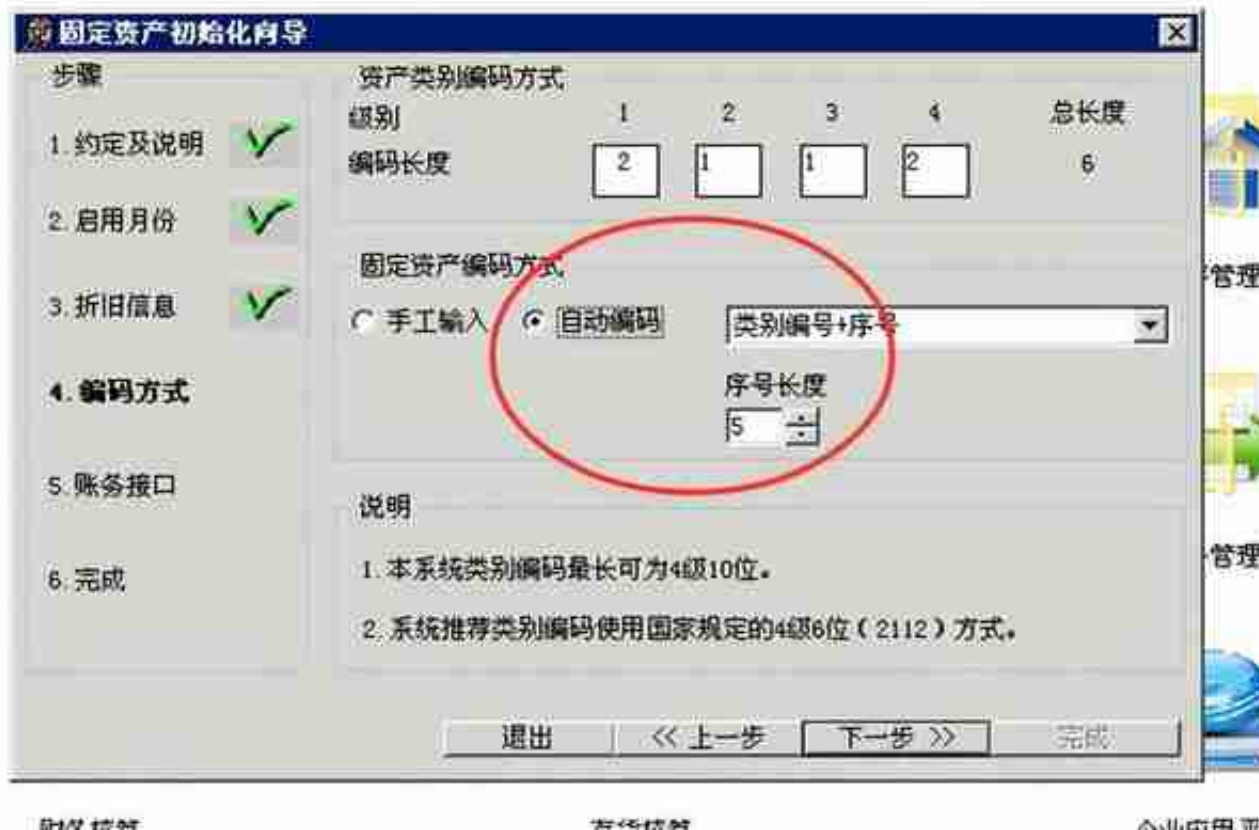 固定资产初始化向导
步骤
1. 约定及说明
2. 启用月份
3. 折旧信息
4. 编码方式
5. 账务接口
6. 完成
资产类别编码方式
级别 1 2 3 4 总长度
编码长度 2 1 1 2 6
固定资产编码方式
手工输入 自动编码 类别编号+序号
序号长度
5
说明
1. 本系统类别编码最长可为4级10位。
2. 系统推荐类别编码使用国家规定的4级6位(2112)方式。
退出 << 上一步 下一步 >> 完成
管理
管理